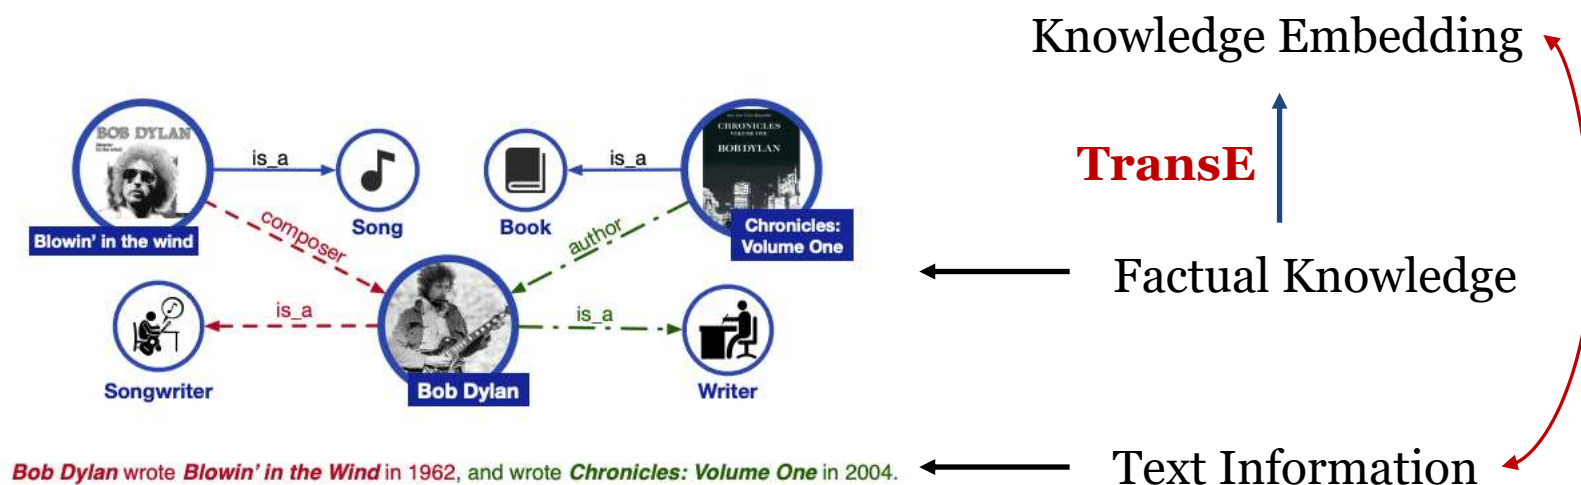 Knowledge Embedding
BOB DYLAN
CHRONICLES
VOLUME ONE
BOB DYLAN
is_a
is_a
TransE
Song
Book
Blowin' in the wind
composer
author
Chronicles:
Volume One
Factual Knowledge
is_a
is_a
Songwriter
Bob Dylan
Writer
Bob Dylan wrote Blowin' in the Wind in 1962, and wrote Chronicles: Volume One in 2004.
Text Information